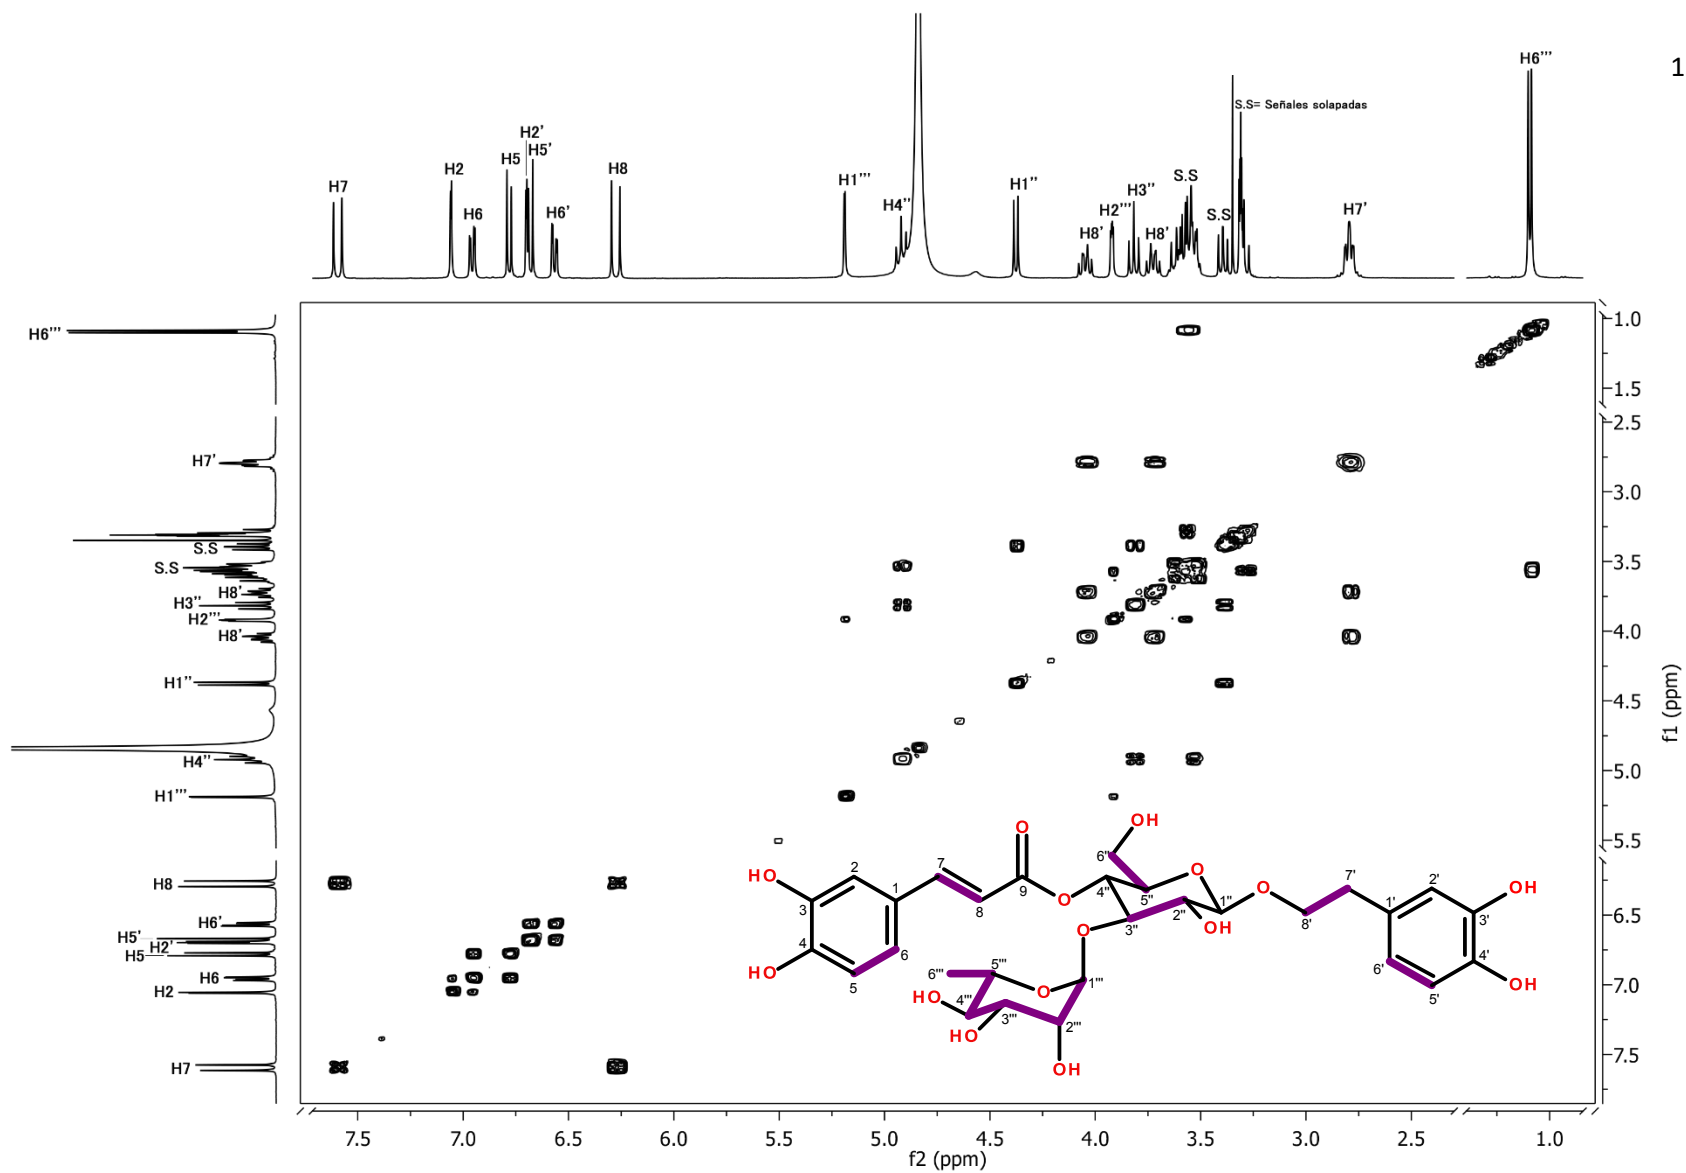 1
H6'''
S.S= Señales solapadas
H2'
H5'
H7
H2
H5
H8
H6
H6'
H1'''
H4''
H1''
H8'
H2'''
H3''
H8'
S.S
S.S
H7'
H6'''
H7'
S.S
S.S
H8'
H3''
H2'''
H8'
H1''
H4''
H1'''
H8
H6'
H5'
H2'
H5
H6
H2
H7
1.0
1.5
2.5
3.0
3.5
4.0
4.5
5.0
5.5
6.5
7.0
7.5
f1 (ppm)
O
OH
HO
2
7
6''
O
7'
2'
OH
3
1
9
O
4''
5''
1''
O
1'
3'
8
2''
8'
4
6
O
3''
OH
4'
HO
5
6'
5'
OH
6'''
5'''
O
1'''
HO
4'''
3'''
2'''
HO
OH
7.5
7.0
6.5
6.0
5.5
5.0
4.5
4.0
3.5
3.0
2.5
1.0
f2 (ppm)